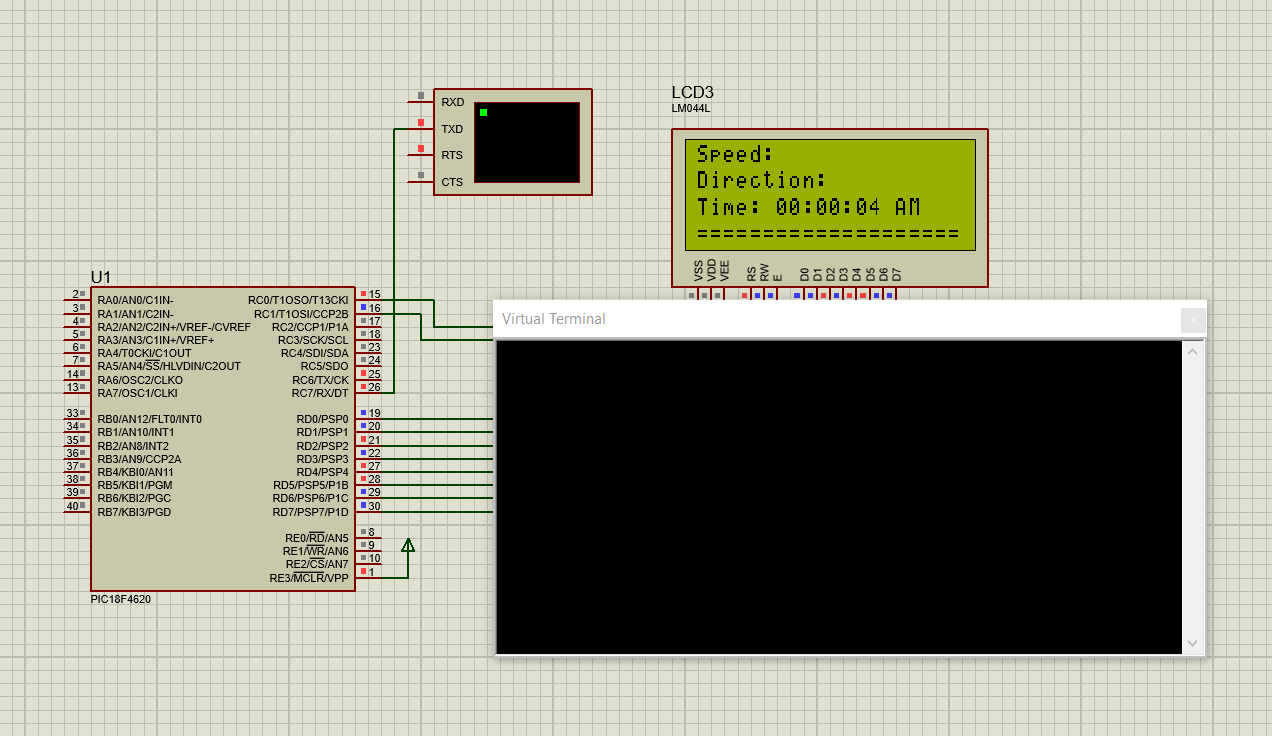 RXD
TXD
RTS
CTS
LCD3
LM044L
Speed:
Direction:
Time: 00:00:04 AM
====================
VSS
VDD
VEE
RS
RW
E
D0
D1
D2
D3
D4
D5
D6
D7
U1
2 RA0/AN0/C1IN- RC0/T1OSO/T13CKI 15
3 RA1/AN1/C2IN- RC1/T1OSI/CCP2B 16
4 RA2/AN2/C2IN+/VREF-/CVREF RC2/CCP1/P1A 17
5 RA3/AN3/C1IN+/VREF+ RC3/SCK/SCL 18
6 RA4/T0CKI/C1OUT RC4/SDI/SDA 23
7 RA5/AN4/SS/HLVDIN/C2OUT RC5/SDO 24
14 RA6/OSC2/CLKO RC6/TX/CK 25
13 RA7/OSC1/CLKI RC7/RX/DT 26
33 RB0/AN12/FLT0/INT0 RD0/PSP0 19
34 RB1/AN10/INT1 RD1/PSP1 20
35 RB2/AN8/INT2 RD2/PSP2 21
36 RB3/AN9/CCP2A RD3/PSP3 22
37 RB4/KBI0/AN11 RD4/PSP4 27
38 RB5/KBI1/PGM RD5/PSP5/P1B 28
39 RB6/KBI2/PGC RD6/PSP6/P1C 29
40 RB7/KBI3/PGD RD7/PSP7/P1D 30
RE0/RD/AN5 8
RE1/WR/AN6 9
RE2/CS/AN7 10
RE3/MCLR/VPP 1
PIC18F4620
Virtual Terminal